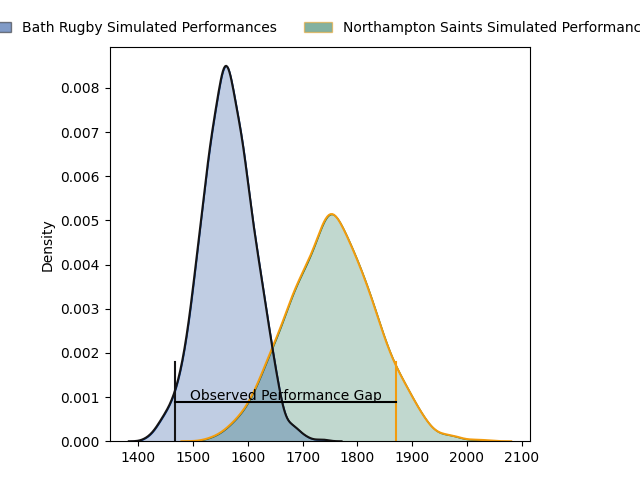 Bath Rugby Simulated Performances
Northampton Saints Simulated Performanc
0.008
0.007
0.006
0.005
0.004
0.003
0.002
0.001
0.000
Density
Observed Performance Gap
1400 1500 1600 1700 1800 1900 2000 2100